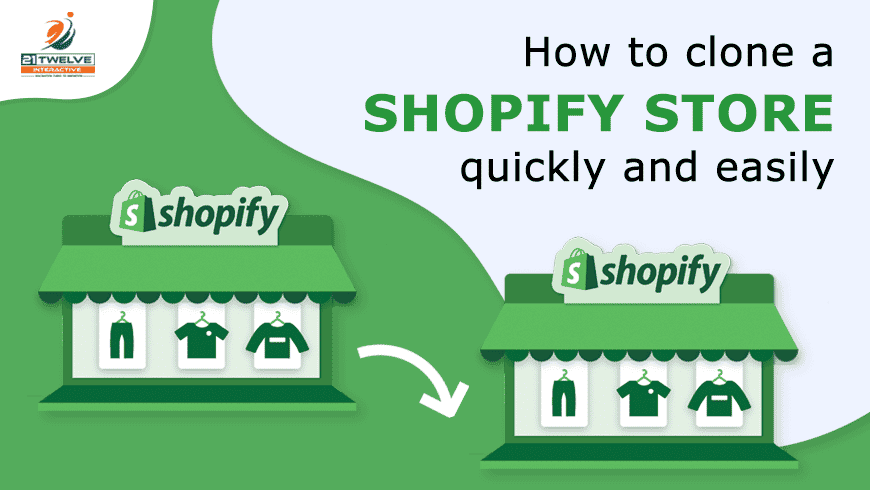 21 TWELVE
INTERACTIVE
How to clone a
SHOPIFY STORE
quickly and easily
shopify
shopify